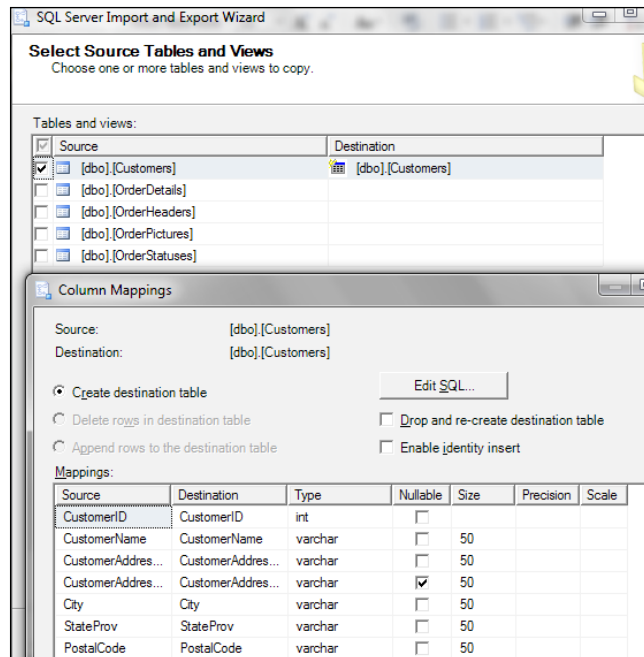 SQL Server Import and Export Wizard
Select Source Tables and Views
Choose one or more tables and views to copy.
Tables and views:
Source Destination
[dbo].[Customers] [dbo].[Customers]
[dbo].[OrderDetails]
[dbo].[OrderHeaders]
[dbo].[OrderPictures]
[dbo].[OrderStatuses]
Column Mappings
Source: [dbo].[Customers]
Destination: [dbo].[Customers]
Create destination table Edit SQL...
Delete rows in destination table Drop and re-create destination table
Append rows to the destination table Enable identity insert
Mappings:
Source Destination Type Nullable Size Precision Scale
CustomerID CustomerID int
CustomerName CustomerName varchar 50
CustomerAddres... CustomerAddres... varchar 50
CustomerAddres... CustomerAddres... varchar 50
City City varchar 50
StateProv StateProv varchar 50
PostalCode PostalCode varchar 50